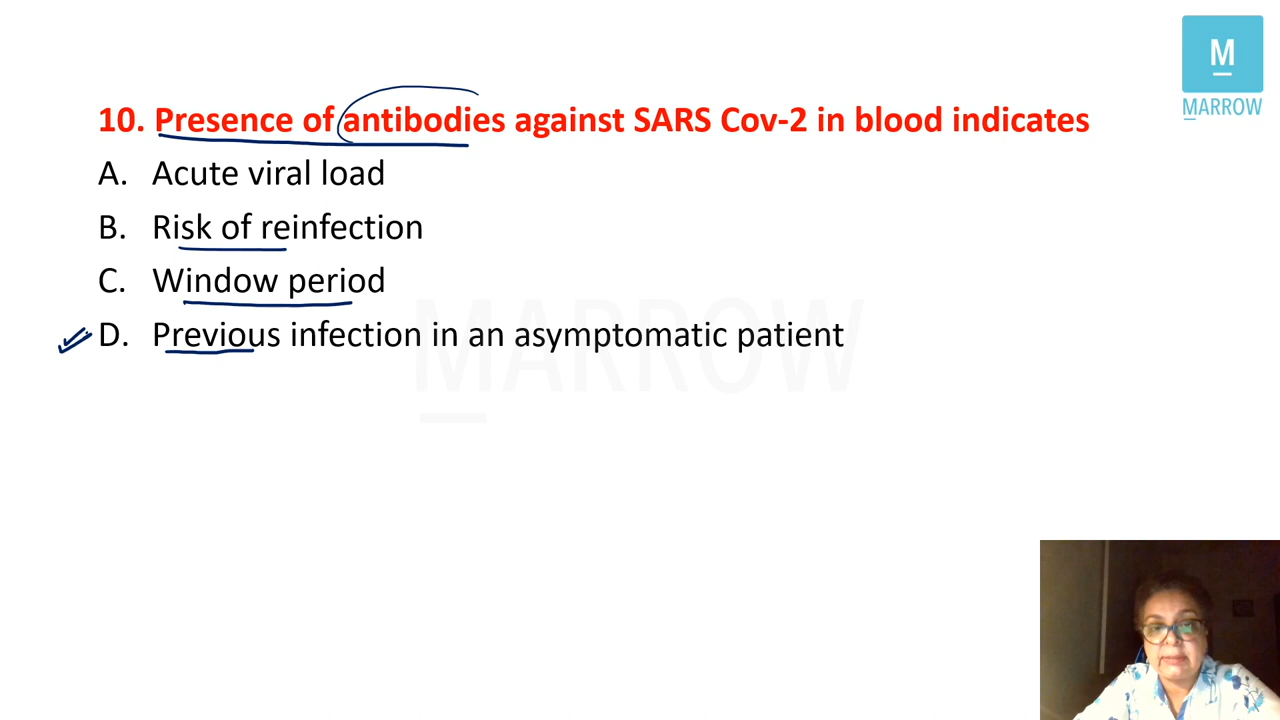 M
MARROW
10. Presence of antibodies against SARS Cov-2 in blood indicates
A. Acute viral load
B. Risk of reinfection
C. Window period
D. Previous infection in an asymptomatic patient
MARROW